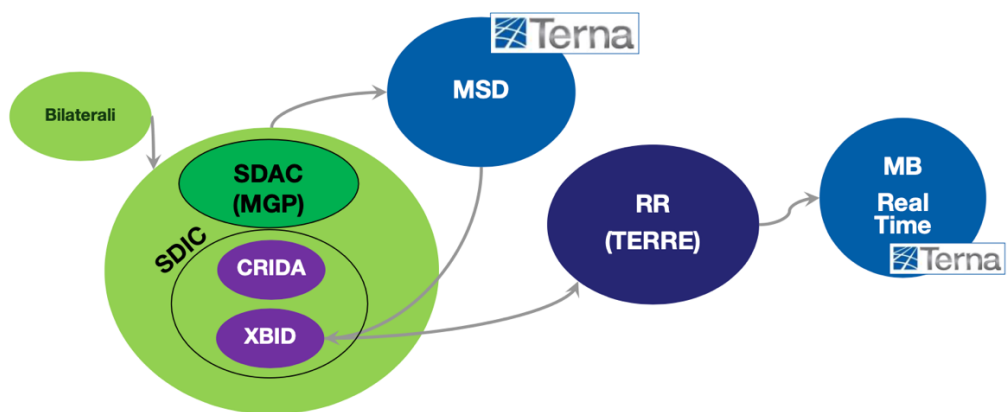 Terna
MSD
Bilaterali
SDAC
(MGP)
SDIC
CRIDA
XBID
RR
(TERRE)
MB
Real
Time
Terna